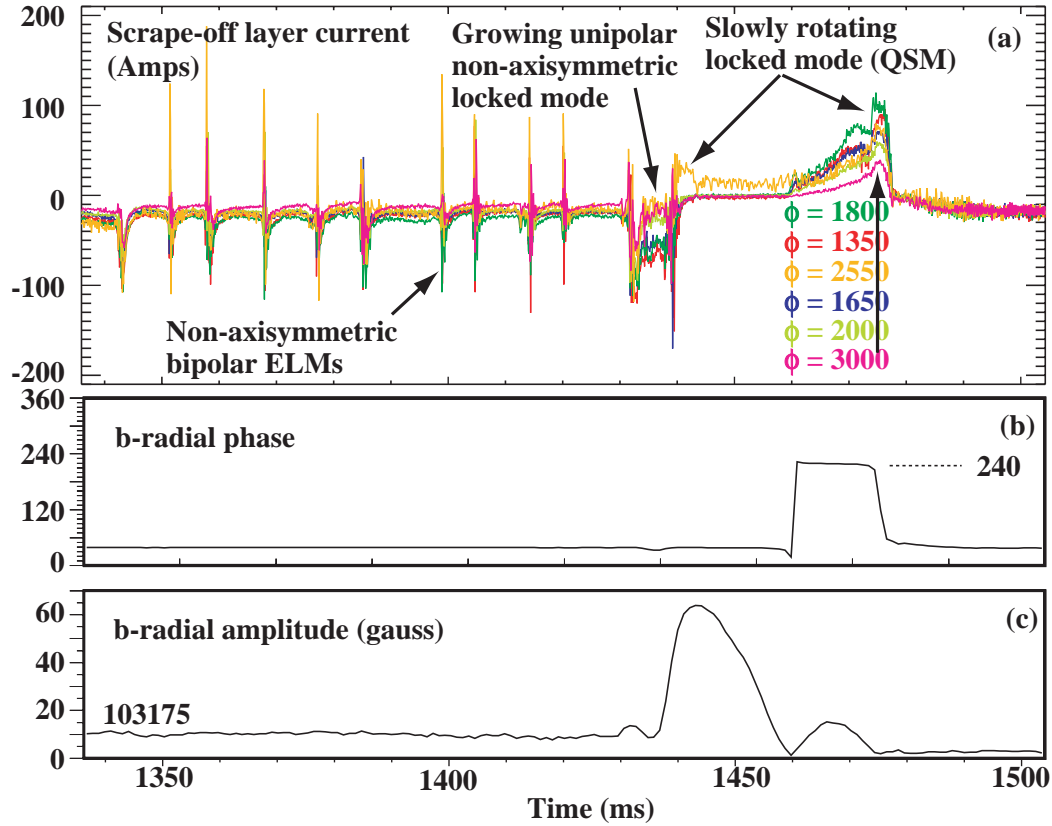 200
100
0
-100
-200
Scrape-off layer current
(Amps)
Growing unipolar
non-axisymmetric
locked mode
Slowly rotating
locked mode (QSM)
(a)
Non-axisymmetric
bipolar ELMs
ϕ = 1800
ϕ = 1350
ϕ = 2550
ϕ = 1650
ϕ = 2000
ϕ = 3000
360
240
120
0
b-radial phase
(b)
240
60
40
20
0
b-radial amplitude (gauss)
(c)
103175
1350
1400
1450
1500
Time (ms)